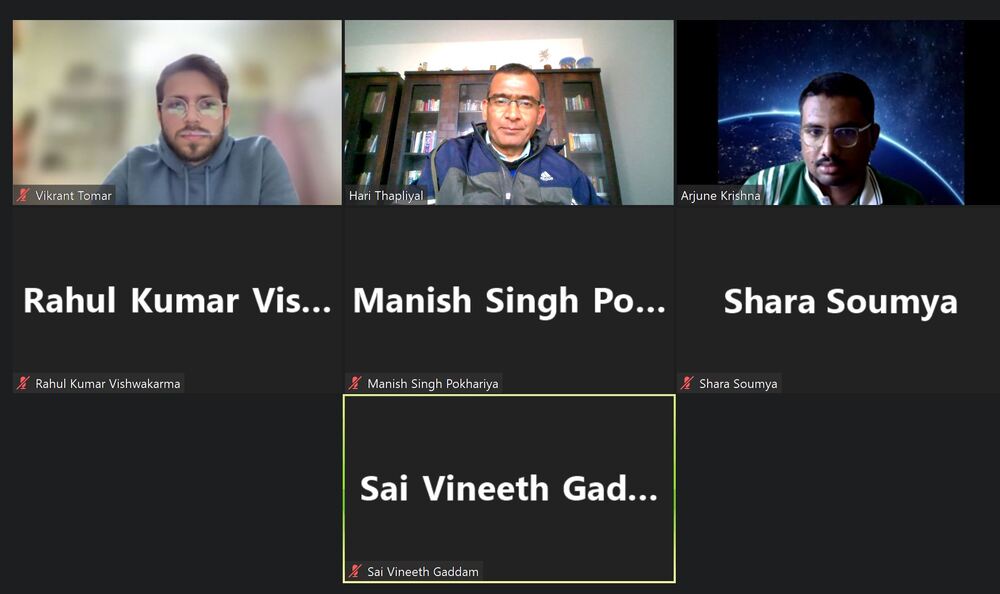 Vikrant Tomar
Hari Thapliyal
Arjune Krishna
Rahul Kumar Vis...
Manish Singh Po...
Shara Soumya
Rahul Kumar Vishwakarma
Manish Singh Pokhariya
Shara Soumya
Sai Vineeth Gad...
Sai Vineeth Gaddam